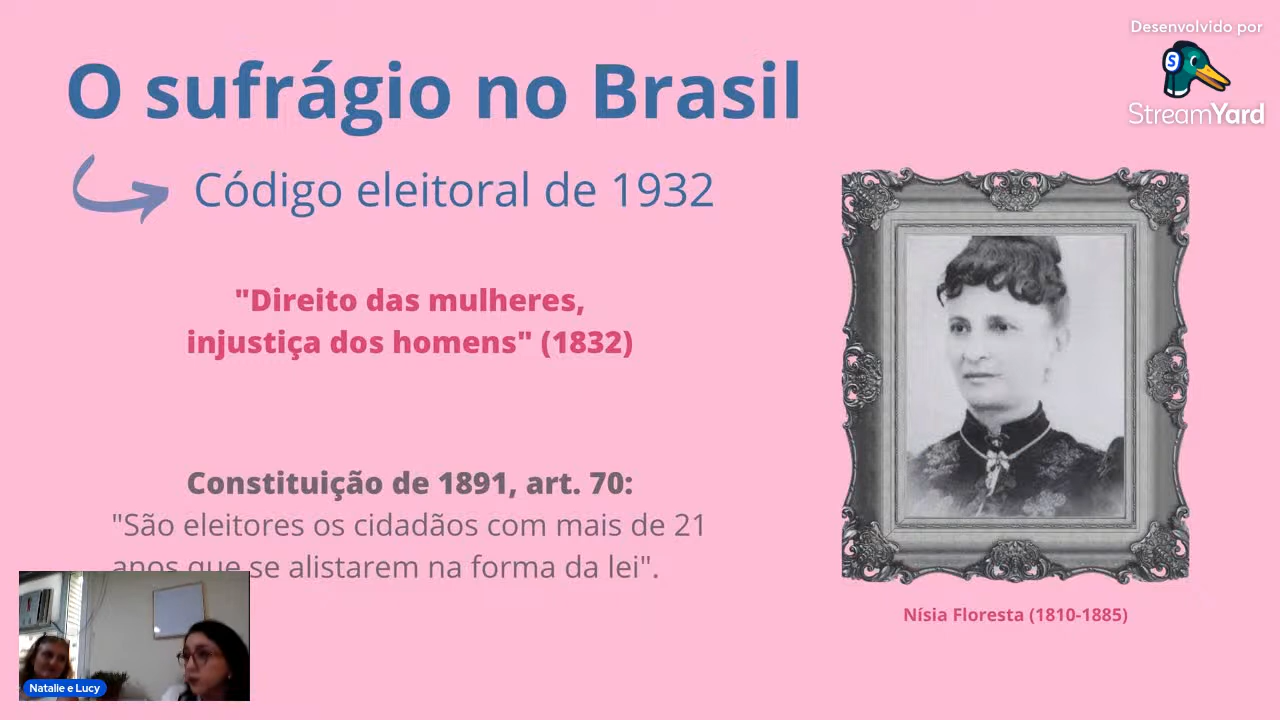 Desenvolvido por
StreamYard
O sufrágio no Brasil
Código eleitoral de 1932
"Direito das mulheres,
injustiça dos homens" (1832)
Constituição de 1891, art. 70:
"São eleitores os cidadãos com mais de 21
anos que se alistarem na forma da lei".
Nísia Floresta (1810-1885)
Natalie e Lucy